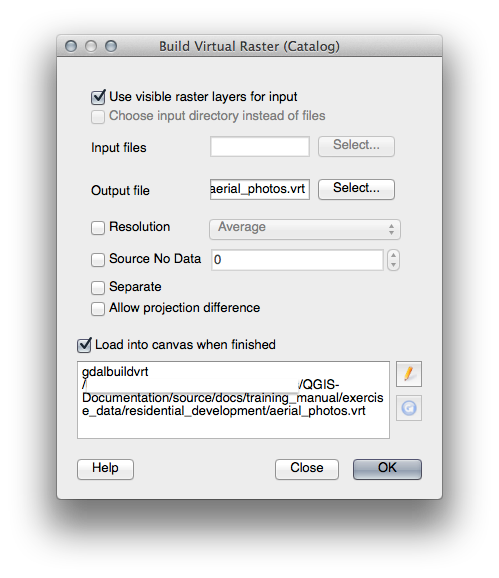 Build Virtual Raster (Catalog)
Use visible raster layers for input
Choose input directory instead of files
Input files
Select...
Output file
aerial_photos.vrt
Select...
Resolution
Average
Source No Data
0
Separate
Allow projection difference
Load into canvas when finished
gdalbuildvrt
/ /QGIS-
Documentation/source/docs/training_manual/exercis
e_data/residential_development/aerial_photos.vrt
Help
Close
OK